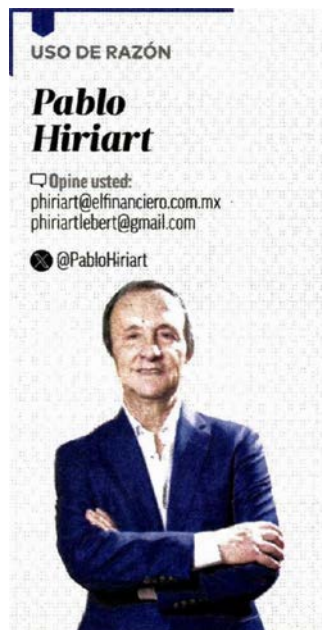 USO DE RAZÓN
Pablo
Hiriart
Opine usted:
phiriart@elfinanciero.com.mx
phiriartlebert@gmail.com
@PabloHiriart